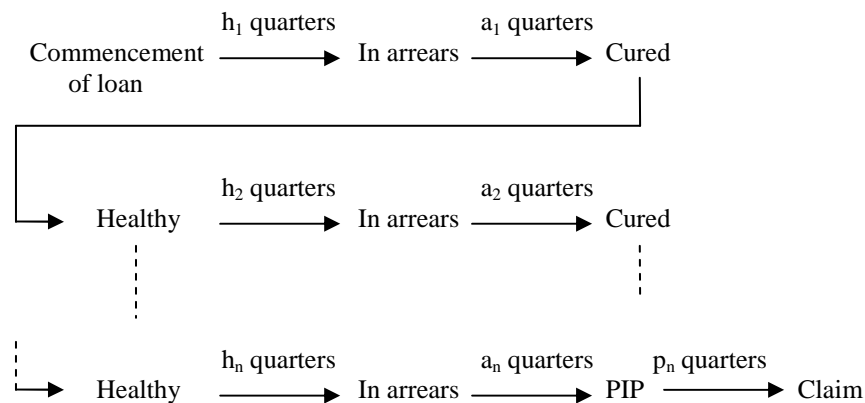 h₁ quarters a₁ quarters
Commencement of loan In arrears Cured
h₂ quarters a₂ quarters
Healthy In arrears Cured
hₙ quarters aₙ quarters pₙ quarters
Healthy In arrears PIP Claim